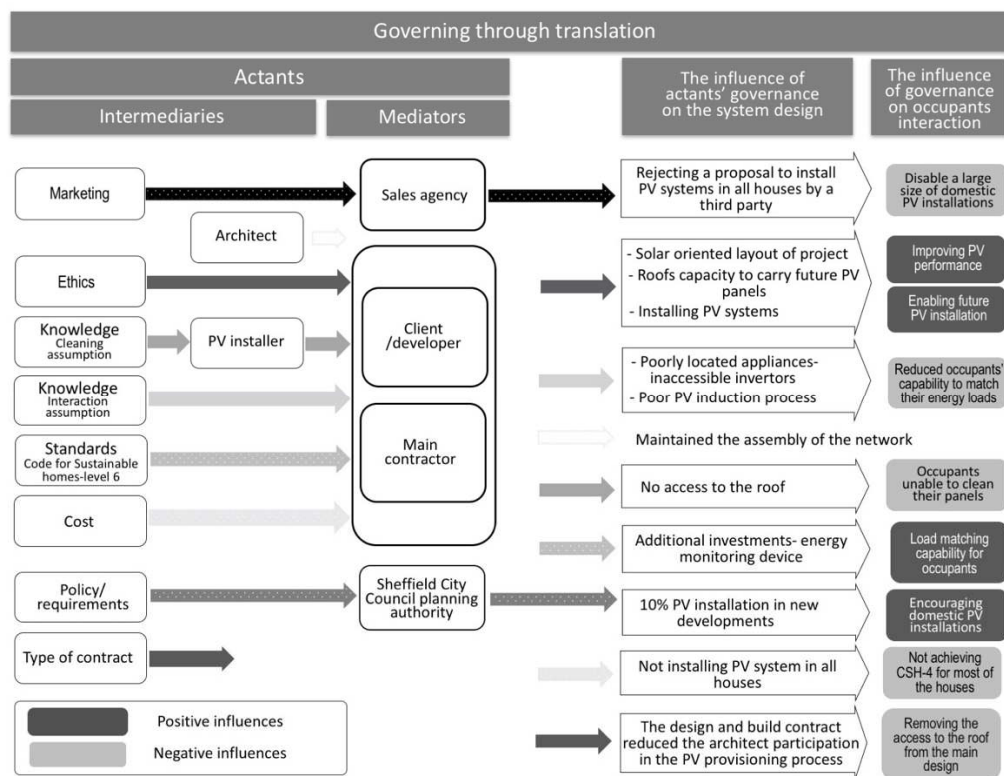 Governing through translation
Actants
Intermediaries
Mediators
The influence of
actants' governance
on the system design
The influence
of governance
on occupants
interaction
Marketing
Sales agency
Rejecting a proposal to install
PV systems in all houses by a
third party
Disable a large
size of domestic
PV installations
Architect
Ethics
- Solar oriented layout of project
- Roofs capacity to carry future PV
panels
- Installing PV systems
Improving PV
performance
Enabling future
PV installation
Knowledge
Cleaning
assumption
PV installer
Client
/developer
Knowledge
Interaction
assumption
- Poorly located appliances-
inaccessible invertors
- Poor PV induction process
Reduced occupants'
capability to match
their energy loads
Maintained the assembly of the network
Standards
Code for Sustainable
homes-level 6
Main
contractor
No access to the roof
Occupants
unable to clean
their panels
Cost
Additional investments- energy
monitoring device
Load matching
capability for
occupants
Policy/
requirements
Sheffield City
Council planning
authority
10% PV installation in new
developments
Encouraging
domestic PV
installations
Type of contract
Not installing PV system in all
houses
Not achieving
CSH-4 for most of
the houses
Positive influences
Negative influences
The design and build contract
reduced the architect participation
in the PV provisioning process
Removing the
access to the roof
from the main
design